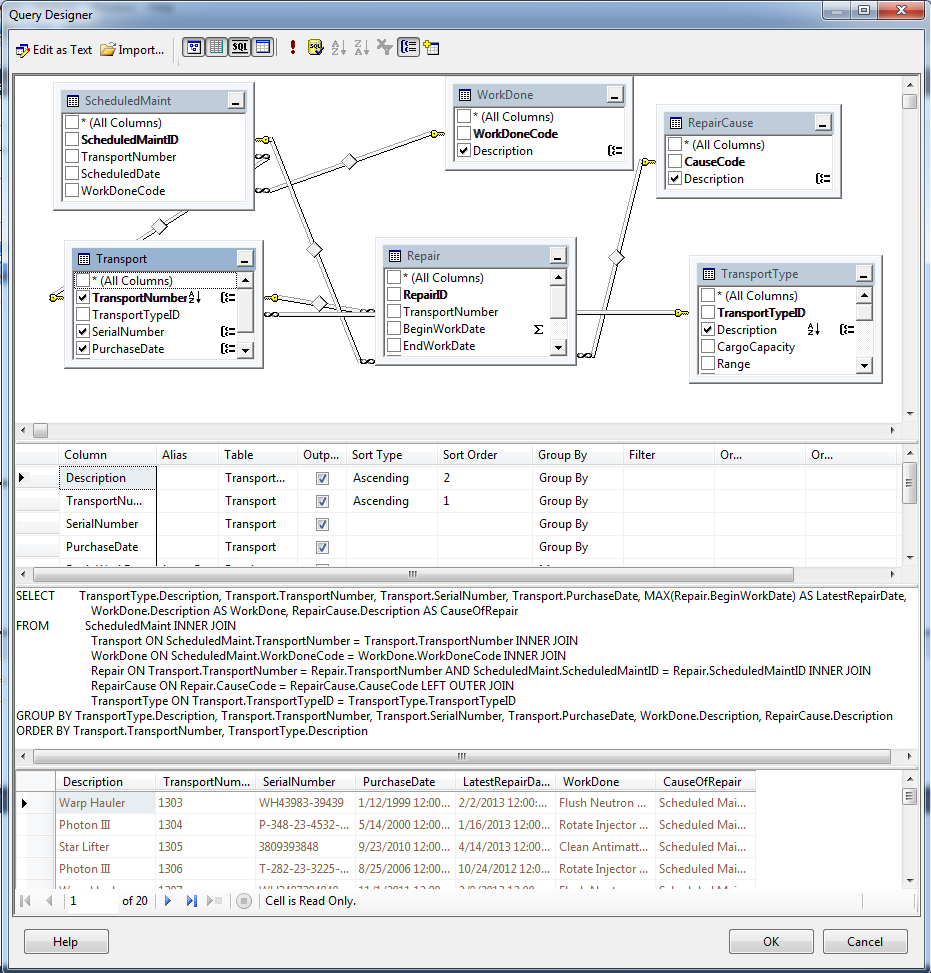 Query Designer
Edit as Text Import... SQL
ScheduledMaint
* (All Columns)
ScheduledMaintID
TransportNumber
ScheduledDate
WorkDoneCode
WorkDone
* (All Columns)
WorkDoneCode
Description
RepairCause
* (All Columns)
CauseCode
Description
Transport
* (All Columns)
TransportNumber
TransportTypeID
SerialNumber
PurchaseDate
Repair
* (All Columns)
RepairID
TransportNumber
BeginWorkDate Σ
EndWorkDate
TransportType
* (All Columns)
TransportTypeID
Description
CargoCapacity
Range
Column Alias Table Outp... Sort Type Sort Order Group By Filter Or... Or...
Description Transport... Ascending 2 Group By
TransportNu... Transport Ascending 1 Group By
SerialNumber Transport Group By
PurchaseDate Transport Group By
SELECT TransportType.Description, Transport.TransportNumber, Transport.SerialNumber, Transport.PurchaseDate, MAX(Repair.BeginWorkDate) AS LatestRepairDate,
WorkDone.Description AS WorkDone, RepairCause.Description AS CauseOfRepair
FROM ScheduledMaint INNER JOIN
Transport ON ScheduledMaint.TransportNumber = Transport.TransportNumber INNER JOIN
WorkDone ON ScheduledMaint.WorkDoneCode = WorkDone.WorkDoneCode INNER JOIN
Repair ON Transport.TransportNumber = Repair.TransportNumber AND ScheduledMaint.ScheduledMaintID = Repair.ScheduledMaintID INNER JOIN
RepairCause ON Repair.CauseCode = RepairCause.CauseCode LEFT OUTER JOIN
TransportType ON Transport.TransportTypeID = TransportType.TransportTypeID
GROUP BY TransportType.Description, Transport.TransportNumber, Transport.SerialNumber, Transport.PurchaseDate, WorkDone.Description, RepairCause.Description
ORDER BY Transport.TransportNumber, TransportType.Description
Description TransportNum... SerialNumber PurchaseDate LatestRepairDa... WorkDone CauseOfRepair
Warp Hauler 1303 WH43983-39439 1/12/1999 12:00... 2/2/2013 12:00:... Flush Neutron ... Scheduled Mai...
Photon III 1304 P-348-23-4532-... 5/14/2000 12:00... 1/16/2013 12:00... Rotate Injector ... Scheduled Mai...
Star Lifter 1305 3809393848 9/23/2010 12:00... 4/14/2013 12:00... Clean Antimatt... Scheduled Mai...
Photon III 1306 T-282-23-3225-... 8/25/2006 12:00... 10/24/2012 12:0... Rotate Injector ... Scheduled Mai...
1 of 20 Cell is Read Only.
Help OK Cancel